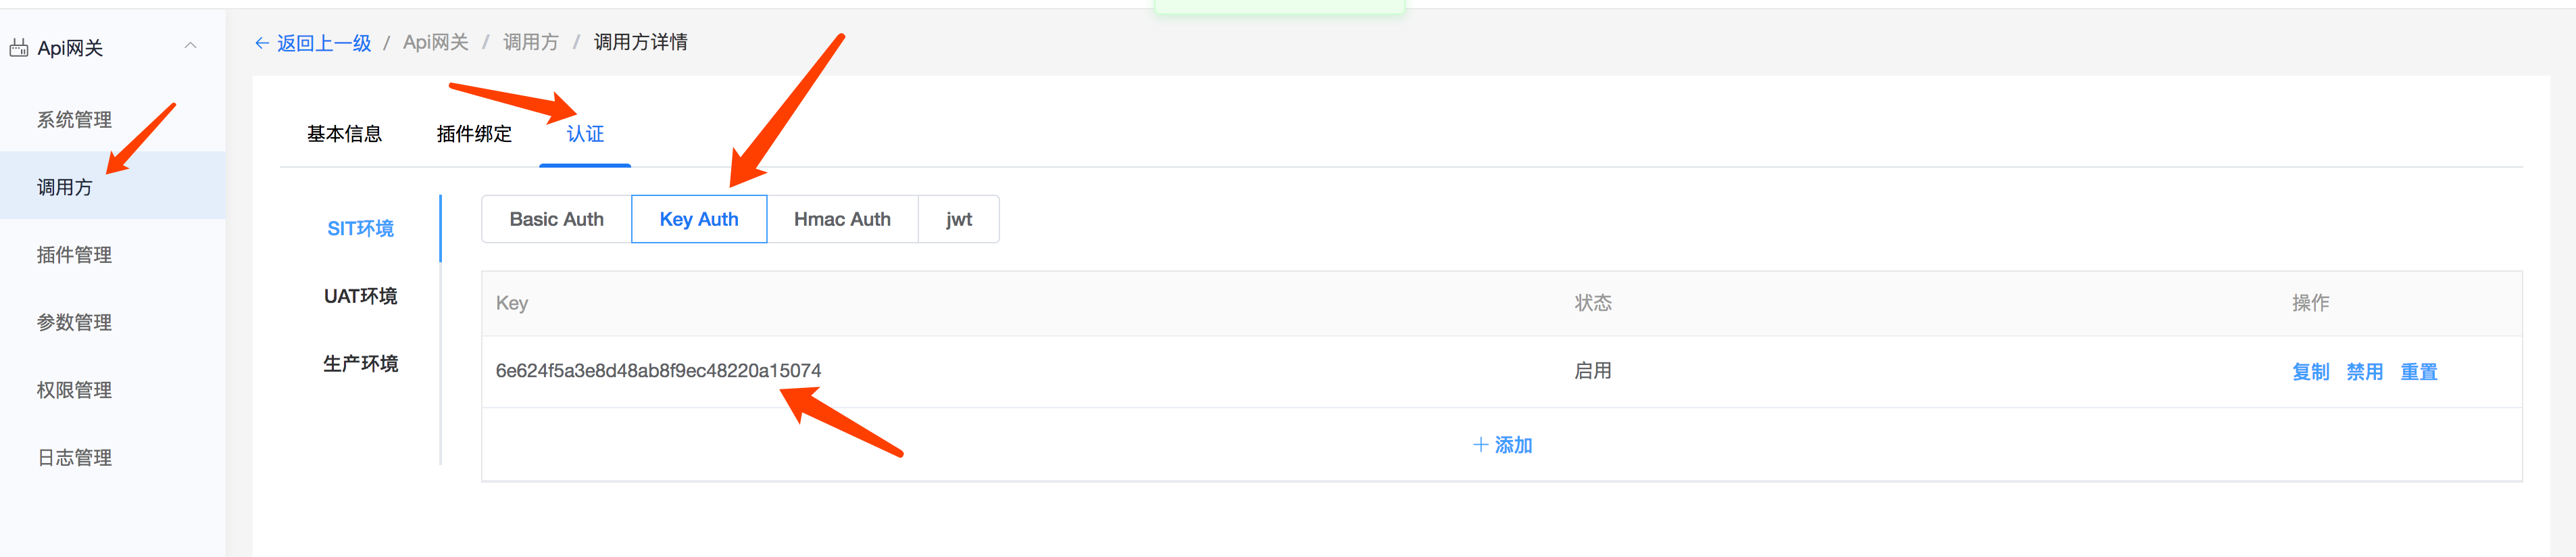 Api网关
系统管理
调用方
插件管理
参数管理
权限管理
日志管理
← 返回上一级 / Api网关 / 调用方 / 调用方详情
基本信息 插件绑定 认证
SIT环境
UAT环境
生产环境
Basic Auth Key Auth Hmac Auth jwt
Key 状态 操作
6e624f5a3e8d48ab8f9ec48220a15074 启用 复制 禁用 重置
+ 添加